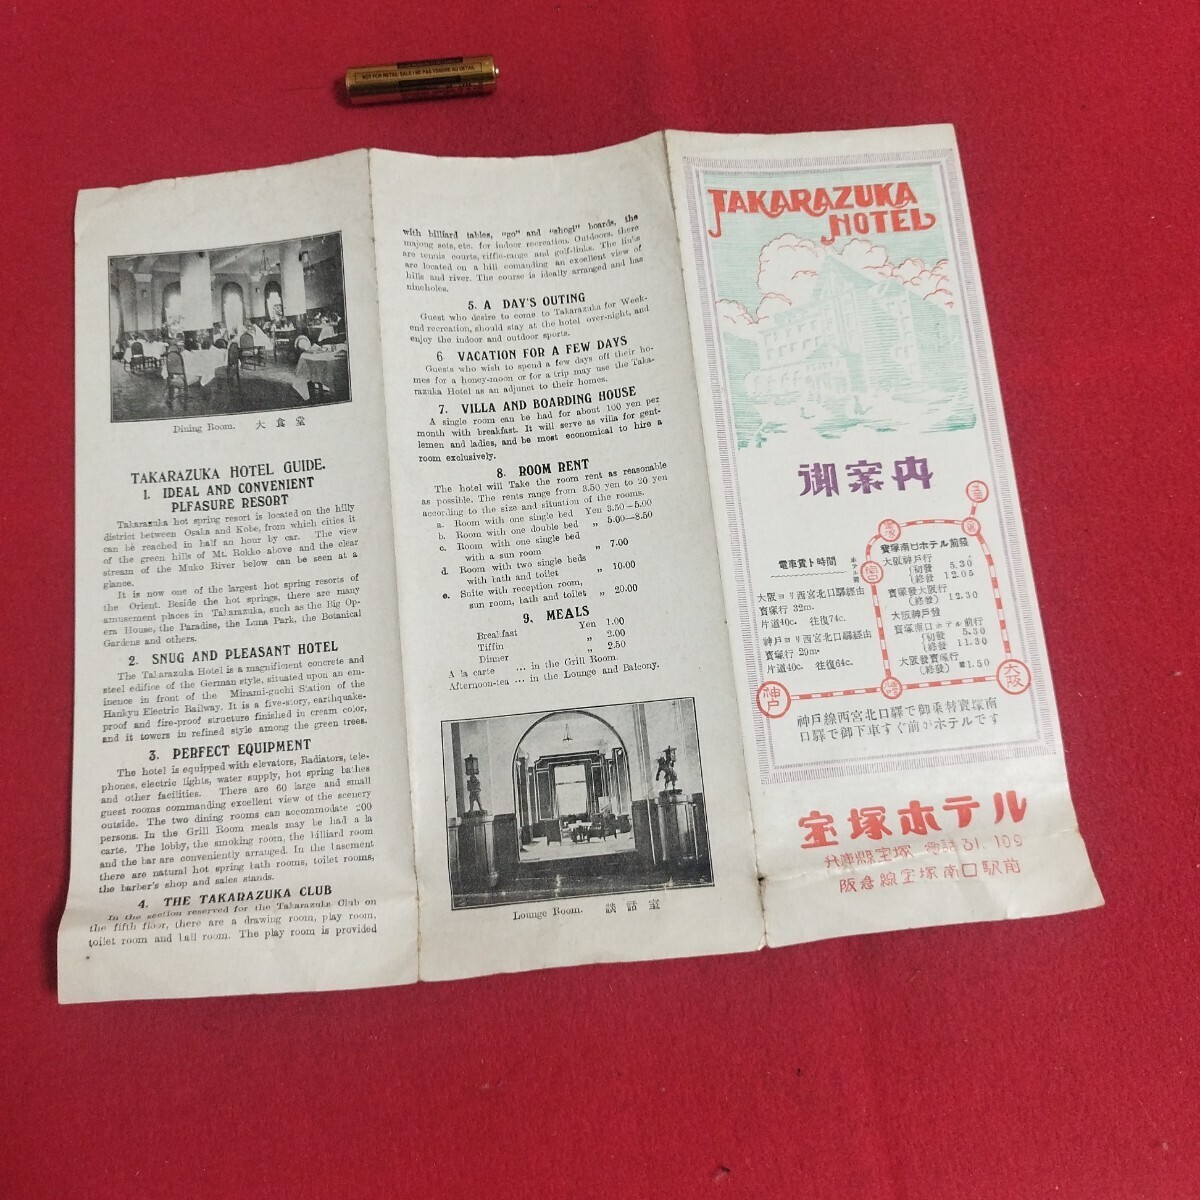 NOT FOR RETAIL SALE / NE PAS VENDRE AU DETAIL
Dining Room. 大食堂
TAKARAZUKA HOTEL GUIDE.
1. IDEAL AND CONVENIENT
PLFASURE RESORT
Takarazuka hot spring resort is located on the hilly
district between Osaka and Kobe, from which cities it
can be reached in half an hour by car. The view
of the green hills of Mt. Rokko above and the clear
stream of the Muko River below can be seen at a
glance.
It is now one of the largest hot spring resorts of
the Orient. Beside the hot springs, there are many
amusement places in Takarazuka, such as the Big Op-
era House, the Paradise, the Luna Park, the Botanical
Gardens and others.
2. SNUG AND PLEASANT HOTEL
The Takarazuka Hotel is a magnificent concrete and
steel edifice of the German style, situated upon an em-
inence in front of the Minami-guchi Station of the
Hankyu Electric Railway. It is a five-story, earthquake-
proof and fire-proof structure finished in cream color,
and it towers in refined style among the green trees.
3. PERFECT EQUIPMENT
The hotel is equipped with elevators, Radiators, tele-
phones, electric lights, water supply, hot spring bathes
and other facilities. There are 60 large and small
guest rooms commanding excellent view of the scenery
outside. The two dining rooms can accommodate 200
persons. In the Grill Room meals may be had a la
carte. The lobby, the smoking room, the billiard room
and the bar are conveniently arranged. In the basement
there are natural hot spring bath rooms, toilet rooms,
the barber's shop and sales stands.
4. THE TAKARAZUKA CLUB
In the section reserved for the Takarazuka Club on
the fifth floor, there are a drawing room, play room,
toilet room and ball room. The play room is provided
with billiard tables, "go" and "shogi" boards, the
majong sets, etc. for indoor recreation. Outdoors, there
are tennis courts, riffle-range and golf-links. The links
are located on a hill comanding an excellent view of
hills and river. The course is ideally arranged and has
nineholes.
5. A DAY'S OUTING
Guest who desire to come to Takarazuka for Week-
end recreation, should stay at the hotel over-night, and
enjoy the indoor and outdoor sports.
6 VACATION FOR A FEW DAYS
Guests who wish to spend a few days off their ho-
mes for a honey-moon or for a trip may use the Taka-
razuka Hotel as an adjunct to their homes.
7. VILLA AND BOARDING HOUSE
A single room can be had for about 100 yen per
month with breakfast. It will serve as villa for gent-
lemen and ladies, and be most economical to hire a
room exclusively.
8. ROOM RENT
The hotel will Take the room rent as reasonable
as possible. The rents range from 3.50 yen to 20 yen
according to the size and situation of the rooms.
a. Room with one single bed Yen 3.50-5.00
b. Room with one double bed „ 5.00-8.50
c. Room with one single bed
with a sun room „ 7.00
d. Room with two single beds
with bath and toilet „ 10.00
e. Suite with reception room,
sun room, bath and toilet „ 20.00
9. MEALS
Breakfast Yen 1.00
Tiffin „ 2.00
Dinner „ 2.50
A la carte ... in the Grill Room
Afternoon-tea ... in the Lounge and Balcony.
Lounge Room. 談話室
TAKARAZUKA
HOTEL
御案内
電車賃ト時間
大阪ヨリ西宮北口驛経由
寶塚行 32m.
片道40c. 往復74c.
神戸ヨリ西宮北口驛経由
寶塚行 29m.
片道40c. 往復64c.
寶塚南口ホテル前發
大阪神戸行
(初發 5.30
(終發 12.05
寶塚發大阪行
(終發) 12.30
大阪神戸發
寶塚南口ホテル前行
(初發 5.30
(終發 11.30
大阪發寶塚行
(終發) 1.50
神戸
大阪
神戸線西宮北口驛で御乗替寶塚南
口驛で御下車すぐ前がホテルです
宝塚ホテル
兵庫縣宝塚 電話 31. 109
阪急線宝塚南口駅前